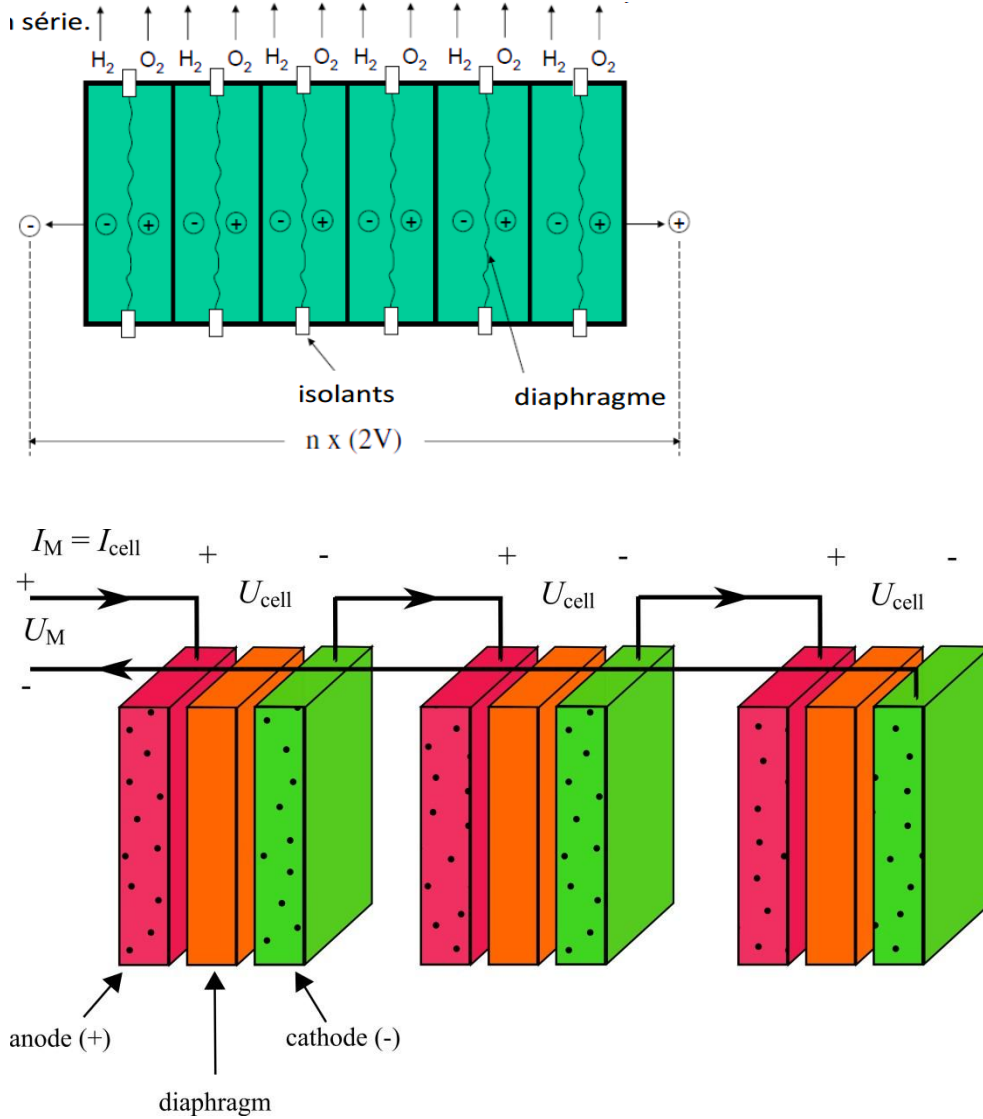 série.
H2 O2 H2 O2 H2 O2 H2 O2 H2 O2 H2 O2
- - + - + - + - + - + - + +
isolants diaphragme
n x (2V)
IM = Icell + - + - + -
+ Ucell Ucell Ucell
UM
-
anode (+) cathode (-)
diaphragm